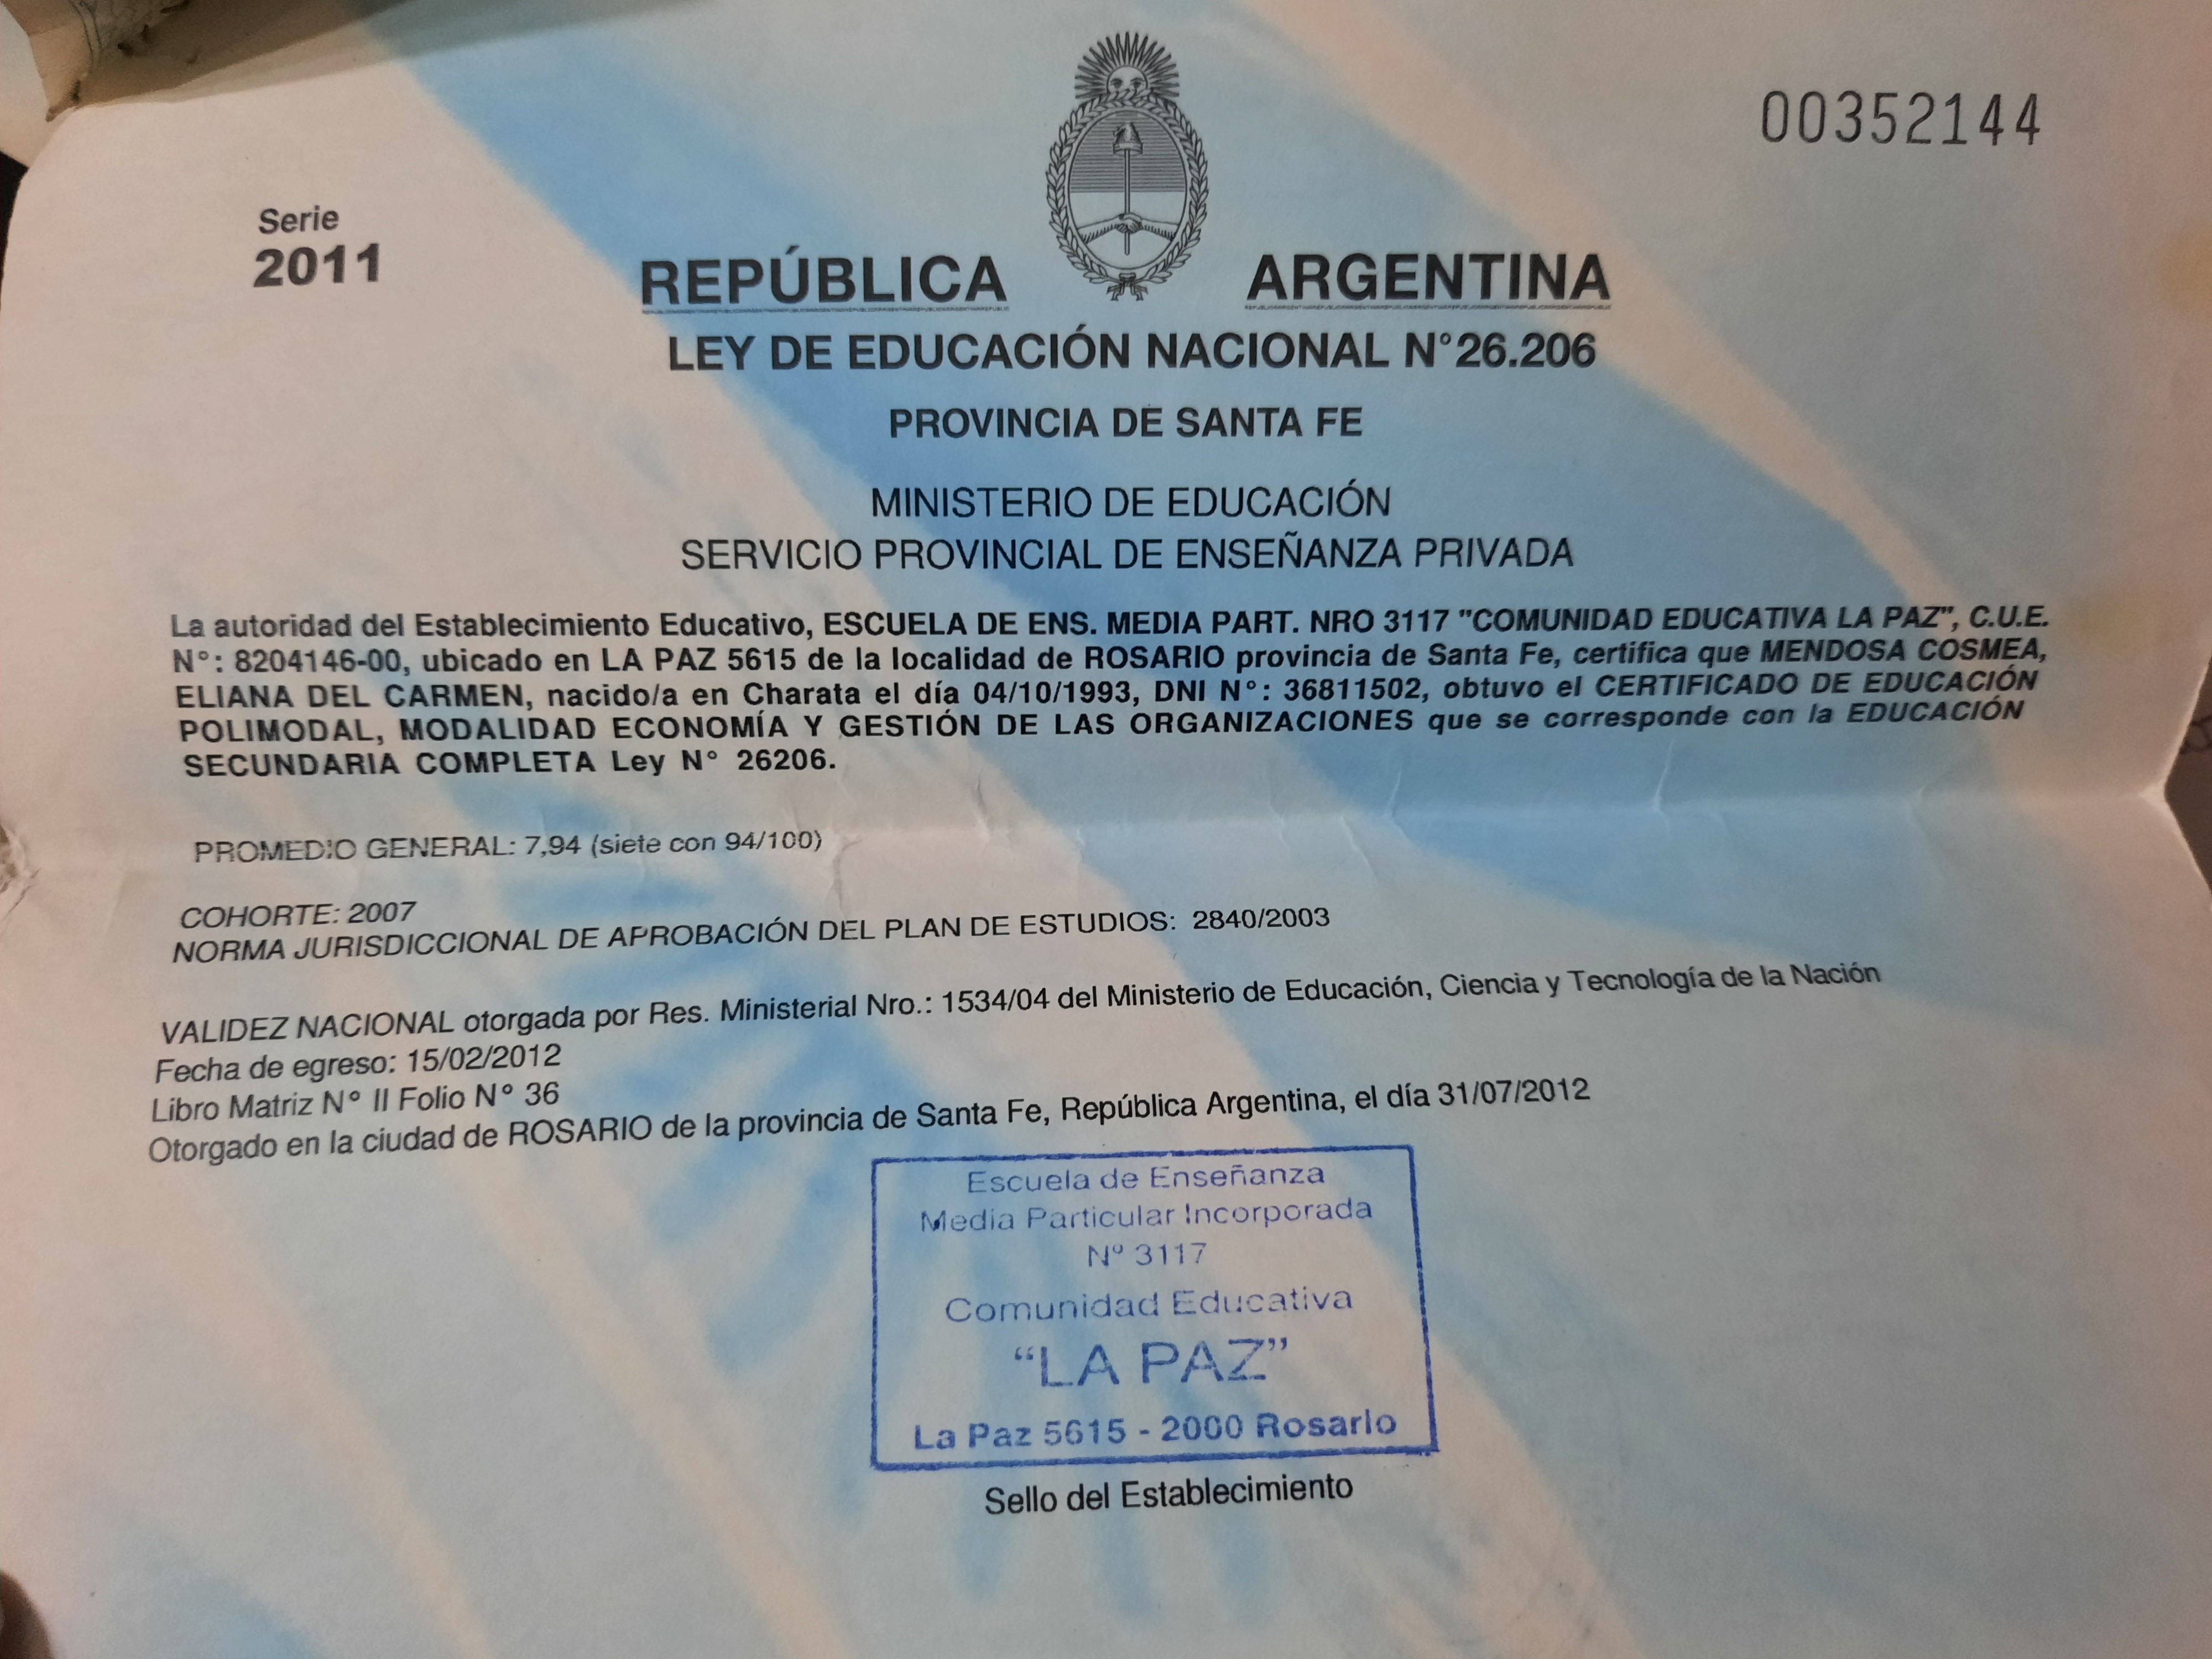 Serie
2011
00352144
REPÚBLICA ARGENTINA
LEY DE EDUCACIÓN NACIONAL N°26.206
PROVINCIA DE SANTA FE
MINISTERIO DE EDUCACIÓN
SERVICIO PROVINCIAL DE ENSEÑANZA PRIVADA
La autoridad del Establecimiento Educativo, ESCUELA DE ENS. MEDIA PART. NRO 3117 "COMUNIDAD EDUCATIVA LA PAZ", C.U.E.
N°: 8204146-00, ubicado en LA PAZ 5615 de la localidad de ROSARIO provincia de Santa Fe, certifica que MENDOSA COSMEA,
ELIANA DEL CARMEN, nacido/a en Charata el día 04/10/1993, DNI N°: 36811502, obtuvo el CERTIFICADO DE EDUCACIÓN
POLIMODAL, MODALIDAD ECONOMÍA Y GESTIÓN DE LAS ORGANIZACIONES que se corresponde con la EDUCACIÓN
SECUNDARIA COMPLETA Ley N° 26206.
PROMEDIO GENERAL: 7,94 (siete con 94/100)
COHORTE: 2007
NORMA JURISDICCIONAL DE APROBACIÓN DEL PLAN DE ESTUDIOS: 2840/2003
VALIDEZ NACIONAL otorgada por Res. Ministerial Nro.: 1534/04 del Ministerio de Educación, Ciencia y Tecnología de la Nación
Fecha de egreso: 15/02/2012
Libro Matriz N° II Folio N° 36
Otorgado en la ciudad de ROSARIO de la provincia de Santa Fe, República Argentina, el día 31/07/2012
Escuela de Enseñanza
Media Particular Incorporada
Nº 3117
Comunidad Educativa
"LA PAZ"
La Paz 5615 - 2000 Rosario
Sello del Establecimiento